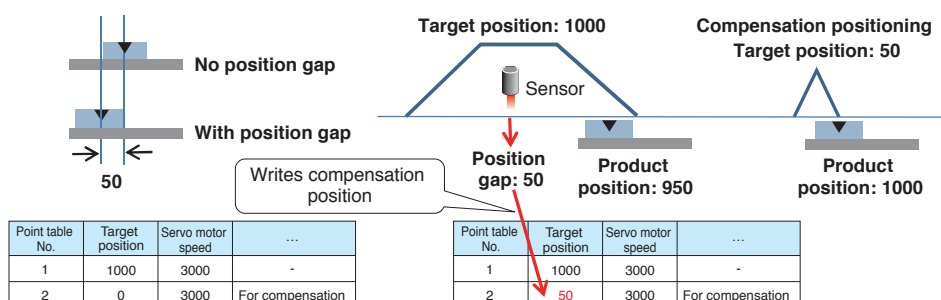 No position gap
With position gap
50
Target position: 1000
Sensor
Position
gap: 50
Product
position: 950
Compensation positioning
Target position: 50
Product
position: 1000
Writes compensation
position
Point table
No.
Target
position
Servo motor
speed
…
1
1000
3000
-
2
0
3000
For compensation
Point table
No.
Target
position
Servo motor
speed
…
1
1000
3000
-
2
50
3000
For compensation